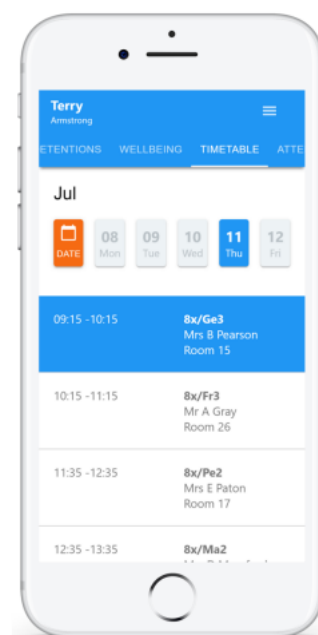 Terry
Armstrong
ETENTIONS WELLBEING TIMETABLE ATTE
Jul
DATE 08 Mon 09 Tue 10 Wed 11 Thu 12 Fri
09:15 -10:15 8x/Ge3
Mrs B Pearson
Room 15
10:15 -11:15 8x/Fr3
Mr A Gray
Room 26
11:35 -12:35 8x/Pe2
Mrs E Paton
Room 17
12:35 -13:35 8x/Ma2